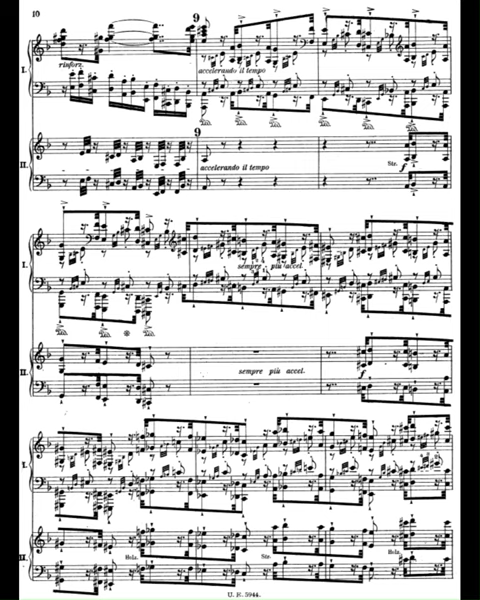 10
9
I.
rinforz.
accelerando il tempo
9
II.
accelerando il tempo
Str.
f
I.
sempre più accel.
II.
sempre più accel.
f
I.
II.
Holz.
Str.
Holz.
U. E. 5944.